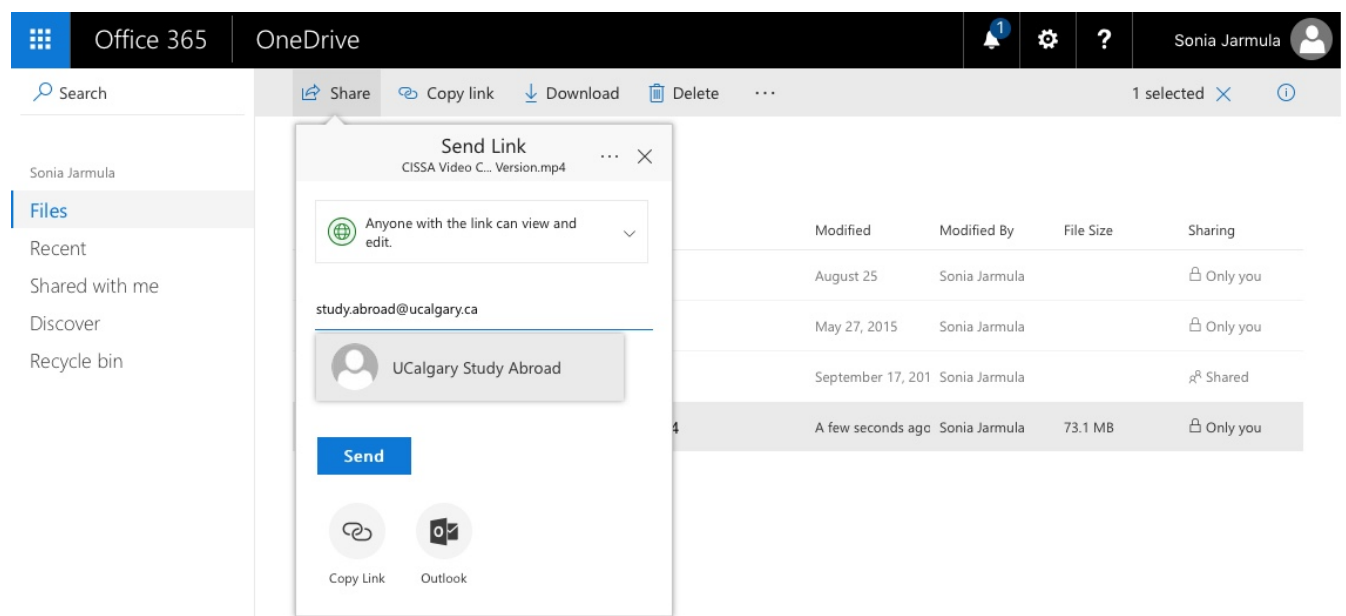 Office 365
OneDrive
1
?
Sonia Jarmula
Search
Share
Copy link
Download
Delete
...
1 selected
Sonia Jarmula
Files
Recent
Shared with me
Discover
Recycle bin
Send Link
CISSA Video C... Version.mp4
...
Anyone with the link can view and
edit.
study.abroad@ucalgary.ca
UCalgary Study Abroad
Send
Copy Link
Outlook
Modified
Modified By
File Size
Sharing
August 25
Sonia Jarmula
Only you
May 27, 2015
Sonia Jarmula
Only you
September 17, 201
Sonia Jarmula
Shared
4
A few seconds ago
Sonia Jarmula
73.1 MB
Only you